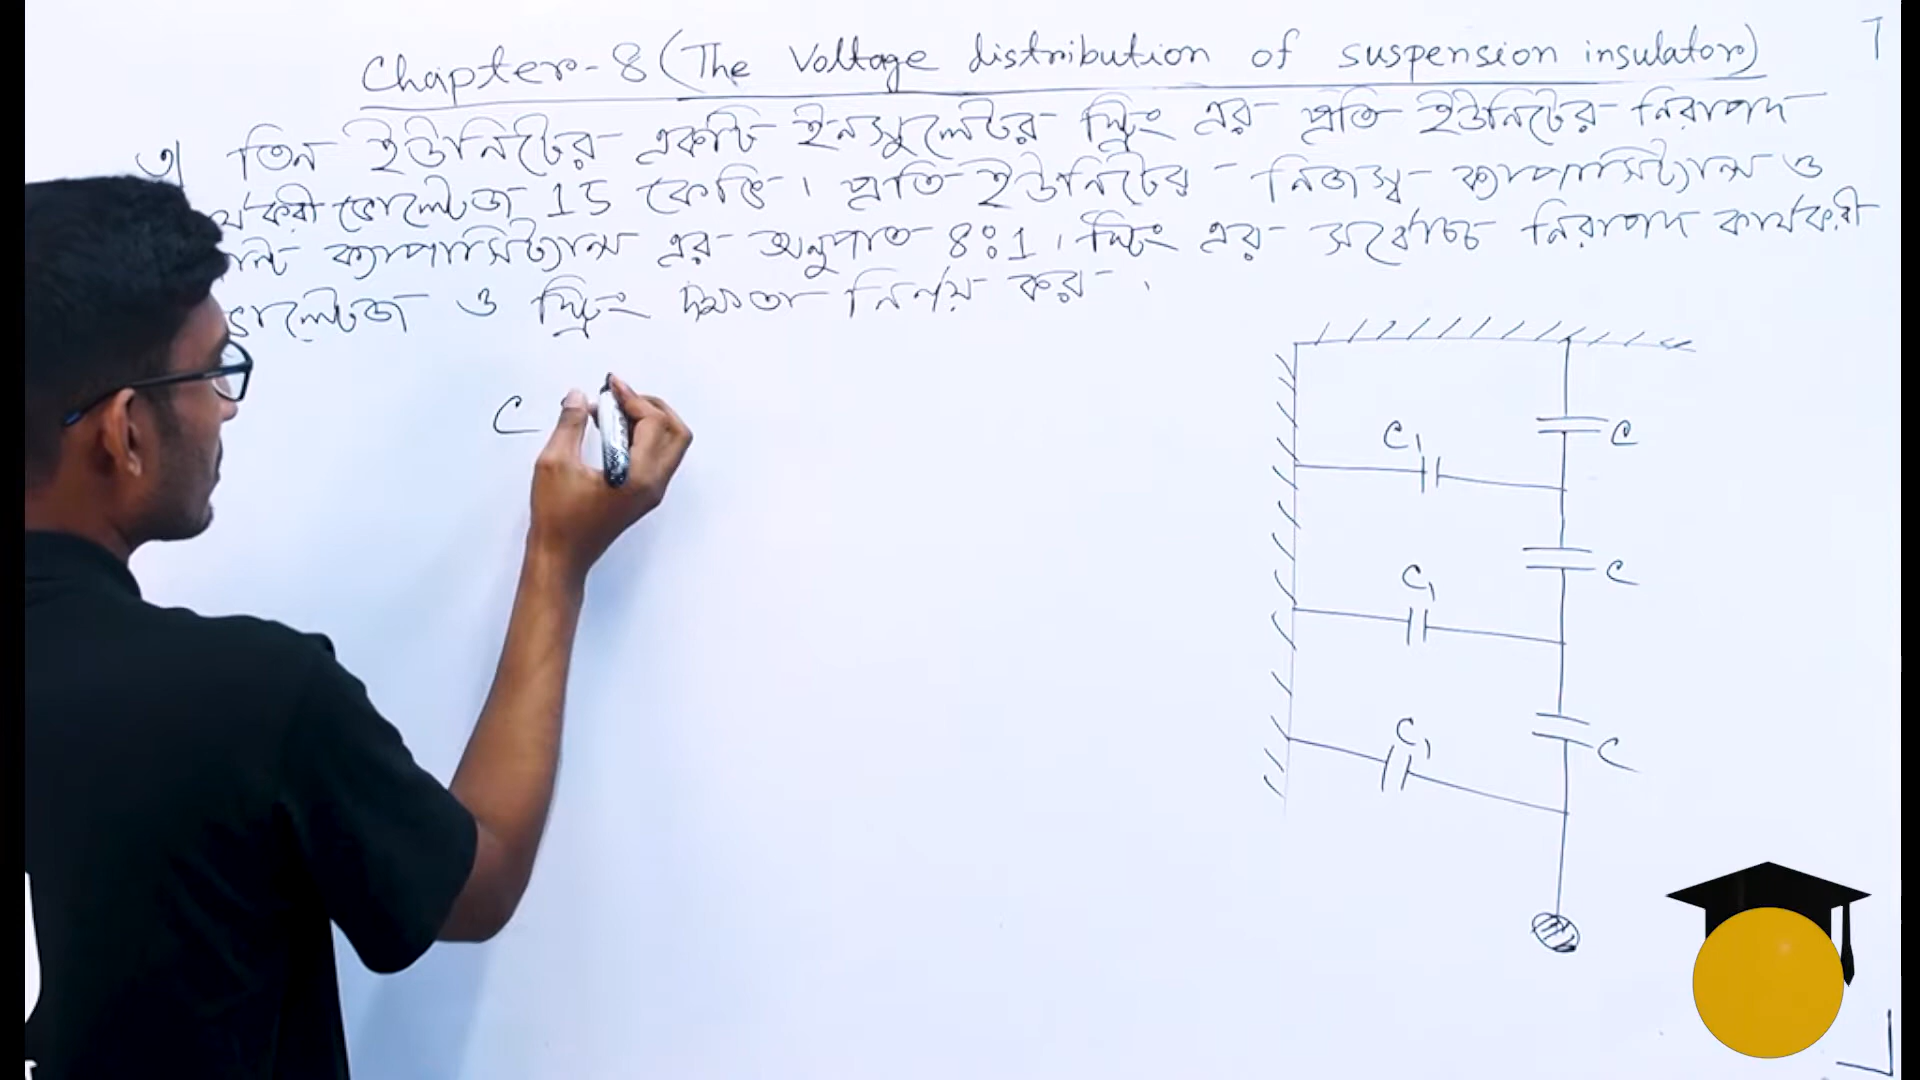 Chapter-8 (The Voltage distribution of suspension insulator)
৩। তিন ইউনিটের একটি ইনসুলেটর স্ট্রিং এর প্রতি ইউনিটের নিরাপদ
র্যকরী ভোল্টেজ 15 কেভি। প্রতি ইউনিটের নিজস্ব ক্যাপাসিট্যান্স ও
ক্যাপাসিট্যান্স এর অনুপাত 8:1। স্ট্রিং এর সর্বোচ্চ নিরাপদ কার্যকরী
ভোল্টেজ ও স্ট্রিং দক্ষতা নির্ণয় কর।
C
C
C₁
C
C₁
C
C₁